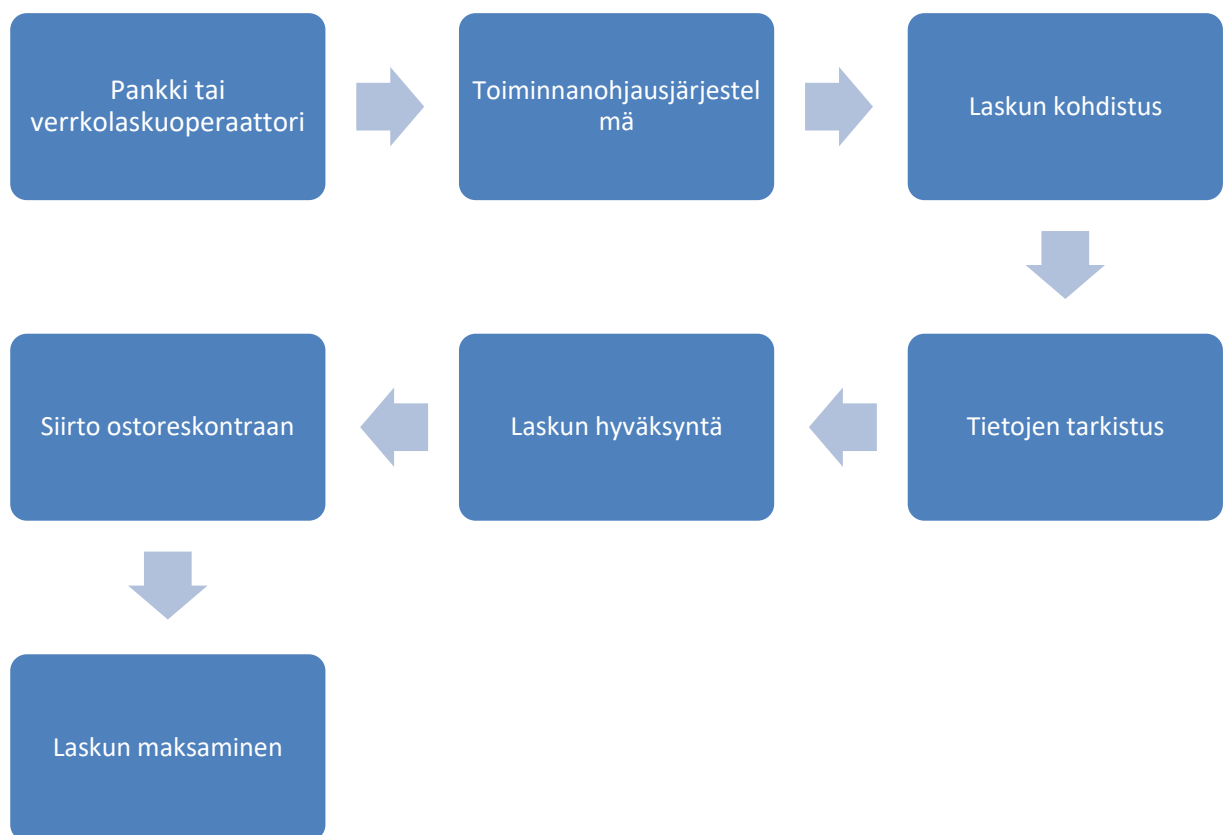 Pankki tai
verrkolaskuoperaattori
Toiminnanohjausjärjestel
mä
Laskun kohdistus
Tietojen tarkistus
Laskun hyväksyntä
Siirto ostoreskontraan
Laskun maksaminen